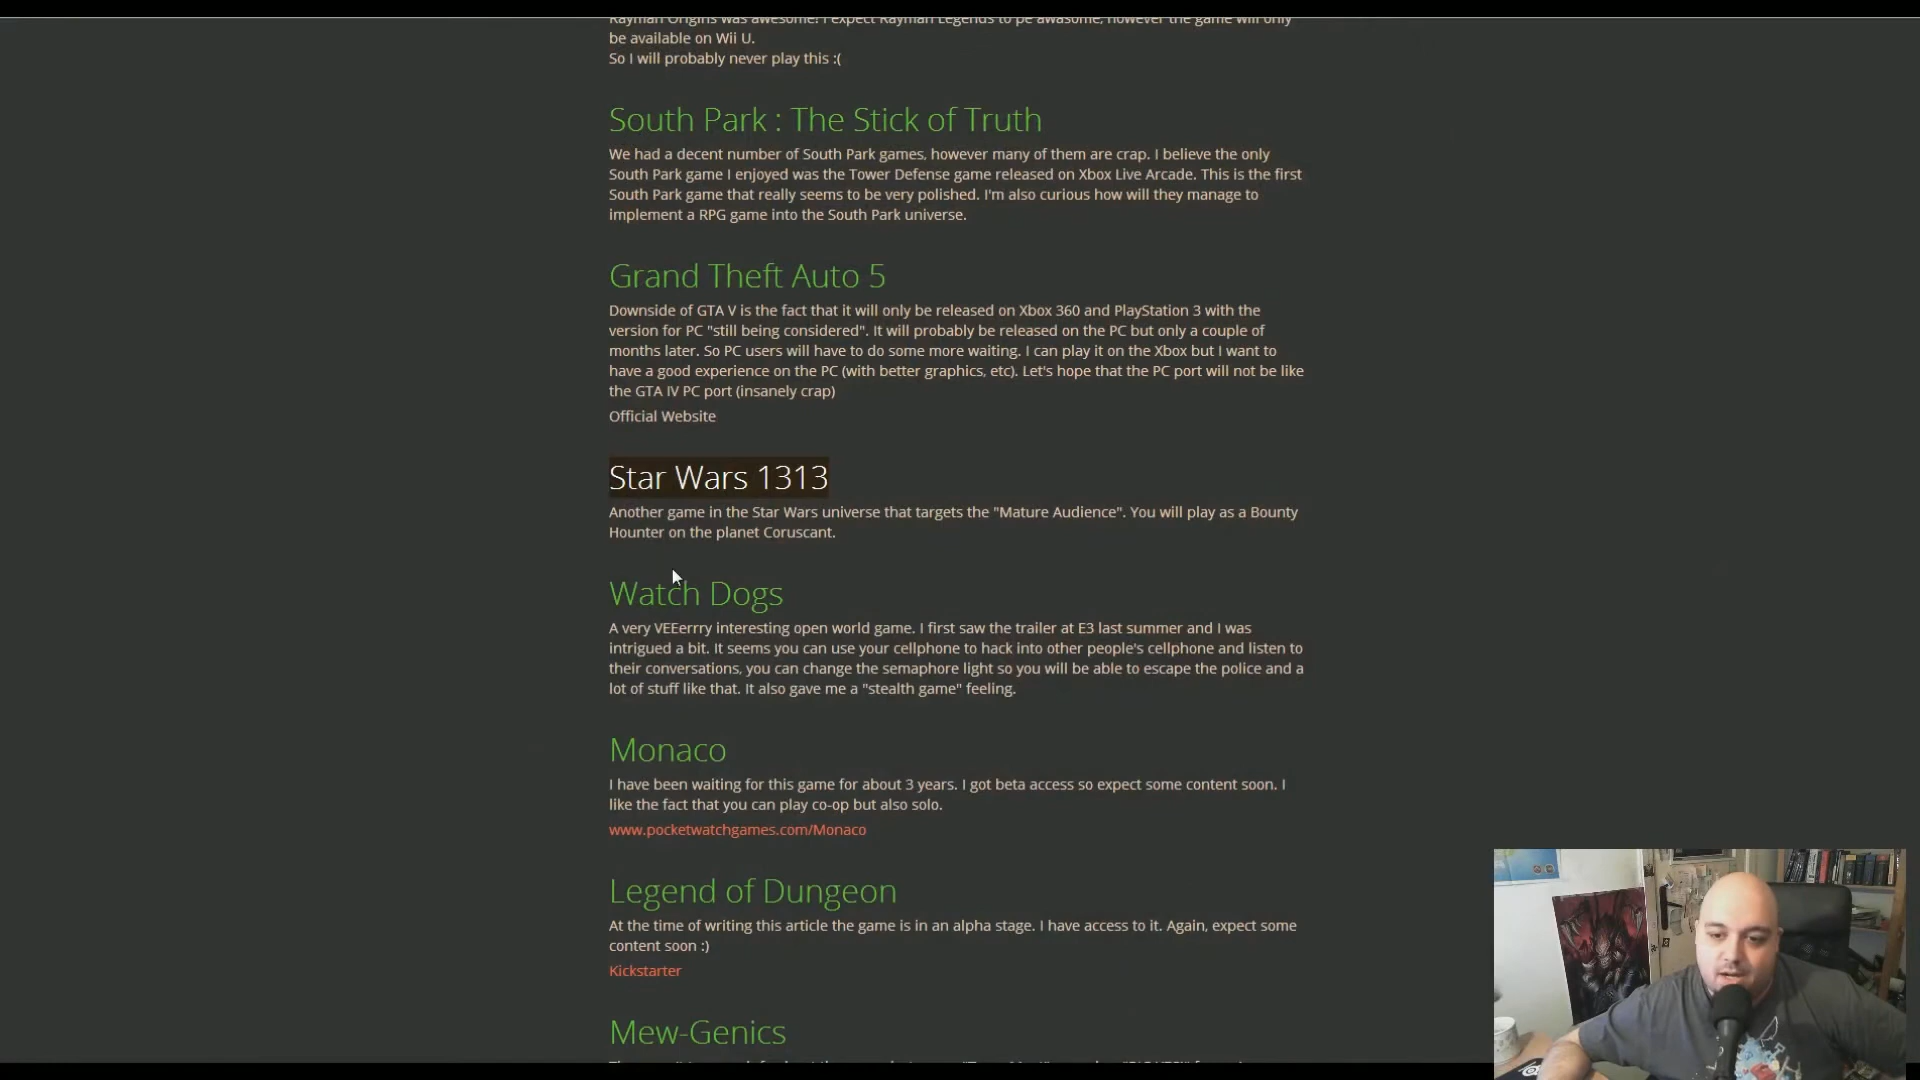 Rayman Origins was awesome! I expect Rayman Legends to be awasome, however the game will only
be available on Wii U.
So I will probably never play this :(
South Park : The Stick of Truth
We had a decent number of South Park games, however many of them are crap. I believe the only
South Park game I enjoyed was the Tower Defense game released on Xbox Live Arcade. This is the first
South Park game that really seems to be very polished. I'm also curious how will they manage to
implement a RPG game into the South Park universe.
Grand Theft Auto 5
Downside of GTA V is the fact that it will only be released on Xbox 360 and PlayStation 3 with the
version for PC "still being considered". It will probably be released on the PC but only a couple of
months later. So PC users will have to do some more waiting. I can play it on the Xbox but I want to
have a good experience on the PC (with better graphics, etc). Let's hope that the PC port will not be like
the GTA IV PC port (insanely crap)
Official Website
Star Wars 1313
Another game in the Star Wars universe that targets the "Mature Audience". You will play as a Bounty
Hounter on the planet Coruscant.
Watch Dogs
A very VEEerrry interesting open world game. I first saw the trailer at E3 last summer and I was
intrigued a bit. It seems you can use your cellphone to hack into other people's cellphone and listen to
their conversations, you can change the semaphore light so you will be able to escape the police and a
lot of stuff like that. It also gave me a "stealth game" feeling.
Monaco
I have been waiting for this game for about 3 years. I got beta access so expect some content soon. I
like the fact that you can play co-op but also solo.
www.pocketwatchgames.com/Monaco
Legend of Dungeon
At the time of writing this article the game is in an alpha stage. I have access to it. Again, expect some
content soon :)
Kickstarter
Mew-Genics